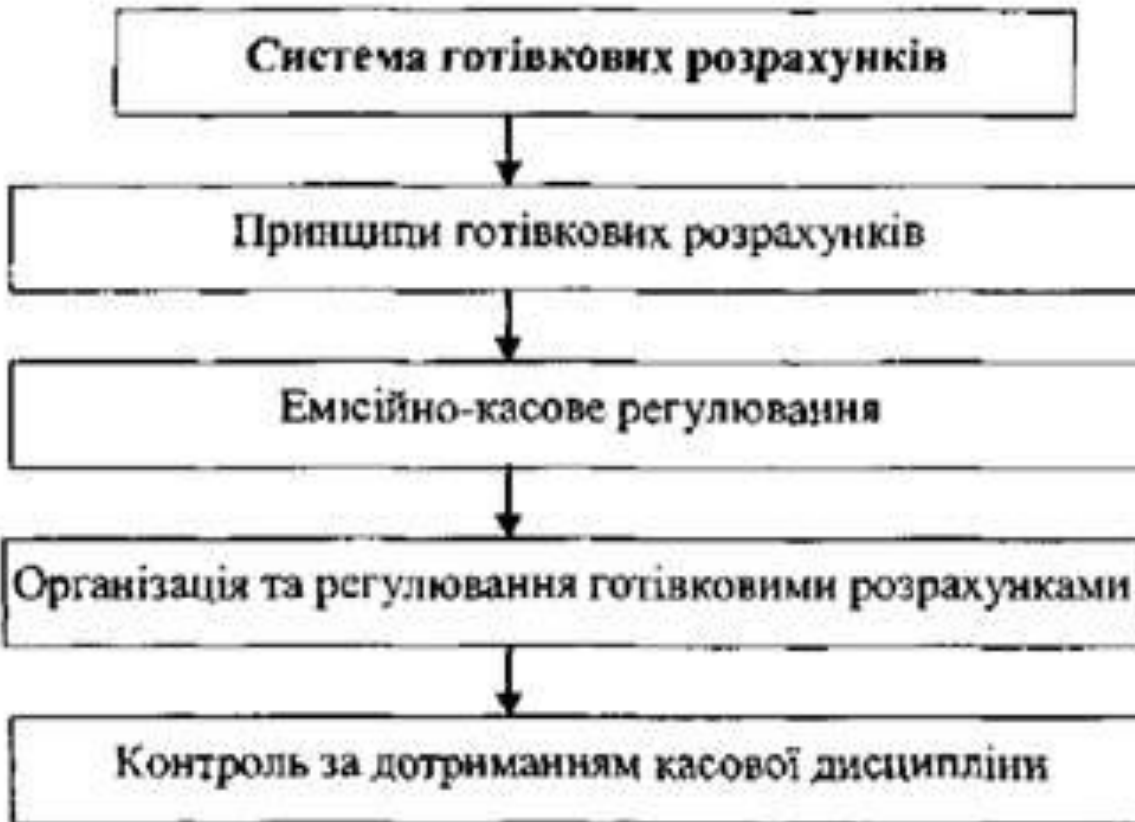 Система готівкових розрахунків
Принципи готівкових розрахунків
Емісійно-касове регулювання
Організація та регулювання готівковими розрахунками
Контроль за дотриманням касової дисципліни